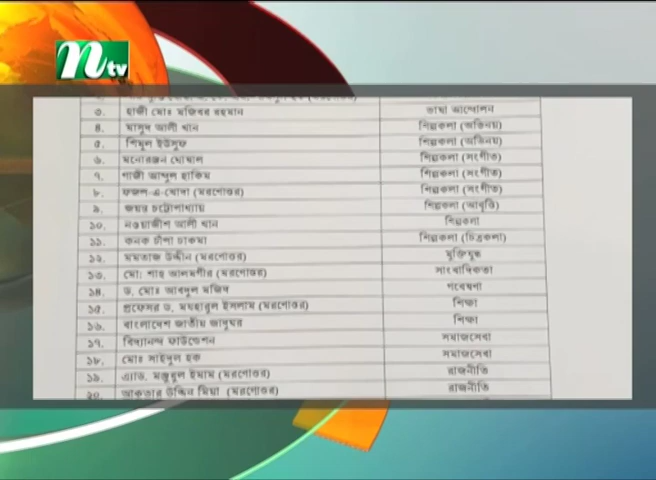 ntv
৩. হাজী মোঃ মজিবর রহমান ভাষা আন্দোলন
৪. মাসুদ আলী খান শিল্পকলা (অভিনয়)
৫. শিমুল ইউসুফ শিল্পকলা (অভিনয়)
৬. মনোরঞ্জন ঘোষাল শিল্পকলা (সংগীত)
৭. গাজী আব্দুল হাকিম শিল্পকলা (সংগীত)
৮. ফজল-এ-খোদা (মরণোত্তর) শিল্পকলা (সংগীত)
৯. জয়ন্ত চট্টোপাধ্যায় শিল্পকলা (আবৃত্তি)
১০. নওয়াজীশ আলী খান শিল্পকলা
১১. কনক চাঁপা চাকমা শিল্পকলা (চিত্রকলা)
১২. মমতাজ উদ্দীন (মরণোত্তর) মুক্তিযুদ্ধ
১৩. মো: শাহ আলমগীর (মরণোত্তর) সাংবাদিকতা
১৪. ড. মোঃ আবদুল মজিদ গবেষণা
১৫. প্রফেসর ড. মযহারুল ইসলাম (মরণোত্তর) শিক্ষা
১৬. বাংলাদেশ জাতীয় জাদুঘর শিক্ষা
১৭. বিদ্যানন্দ ফাউন্ডেশন সমাজসেবা
১৮. মোঃ সাইদুল হক সমাজসেবা
১৯. এ্যাড. মঞ্জুরুল ইমাম (মরণোত্তর) রাজনীতি
২০. আকতার উদ্দিন মিয়া (মরণোত্তর) রাজনীতি